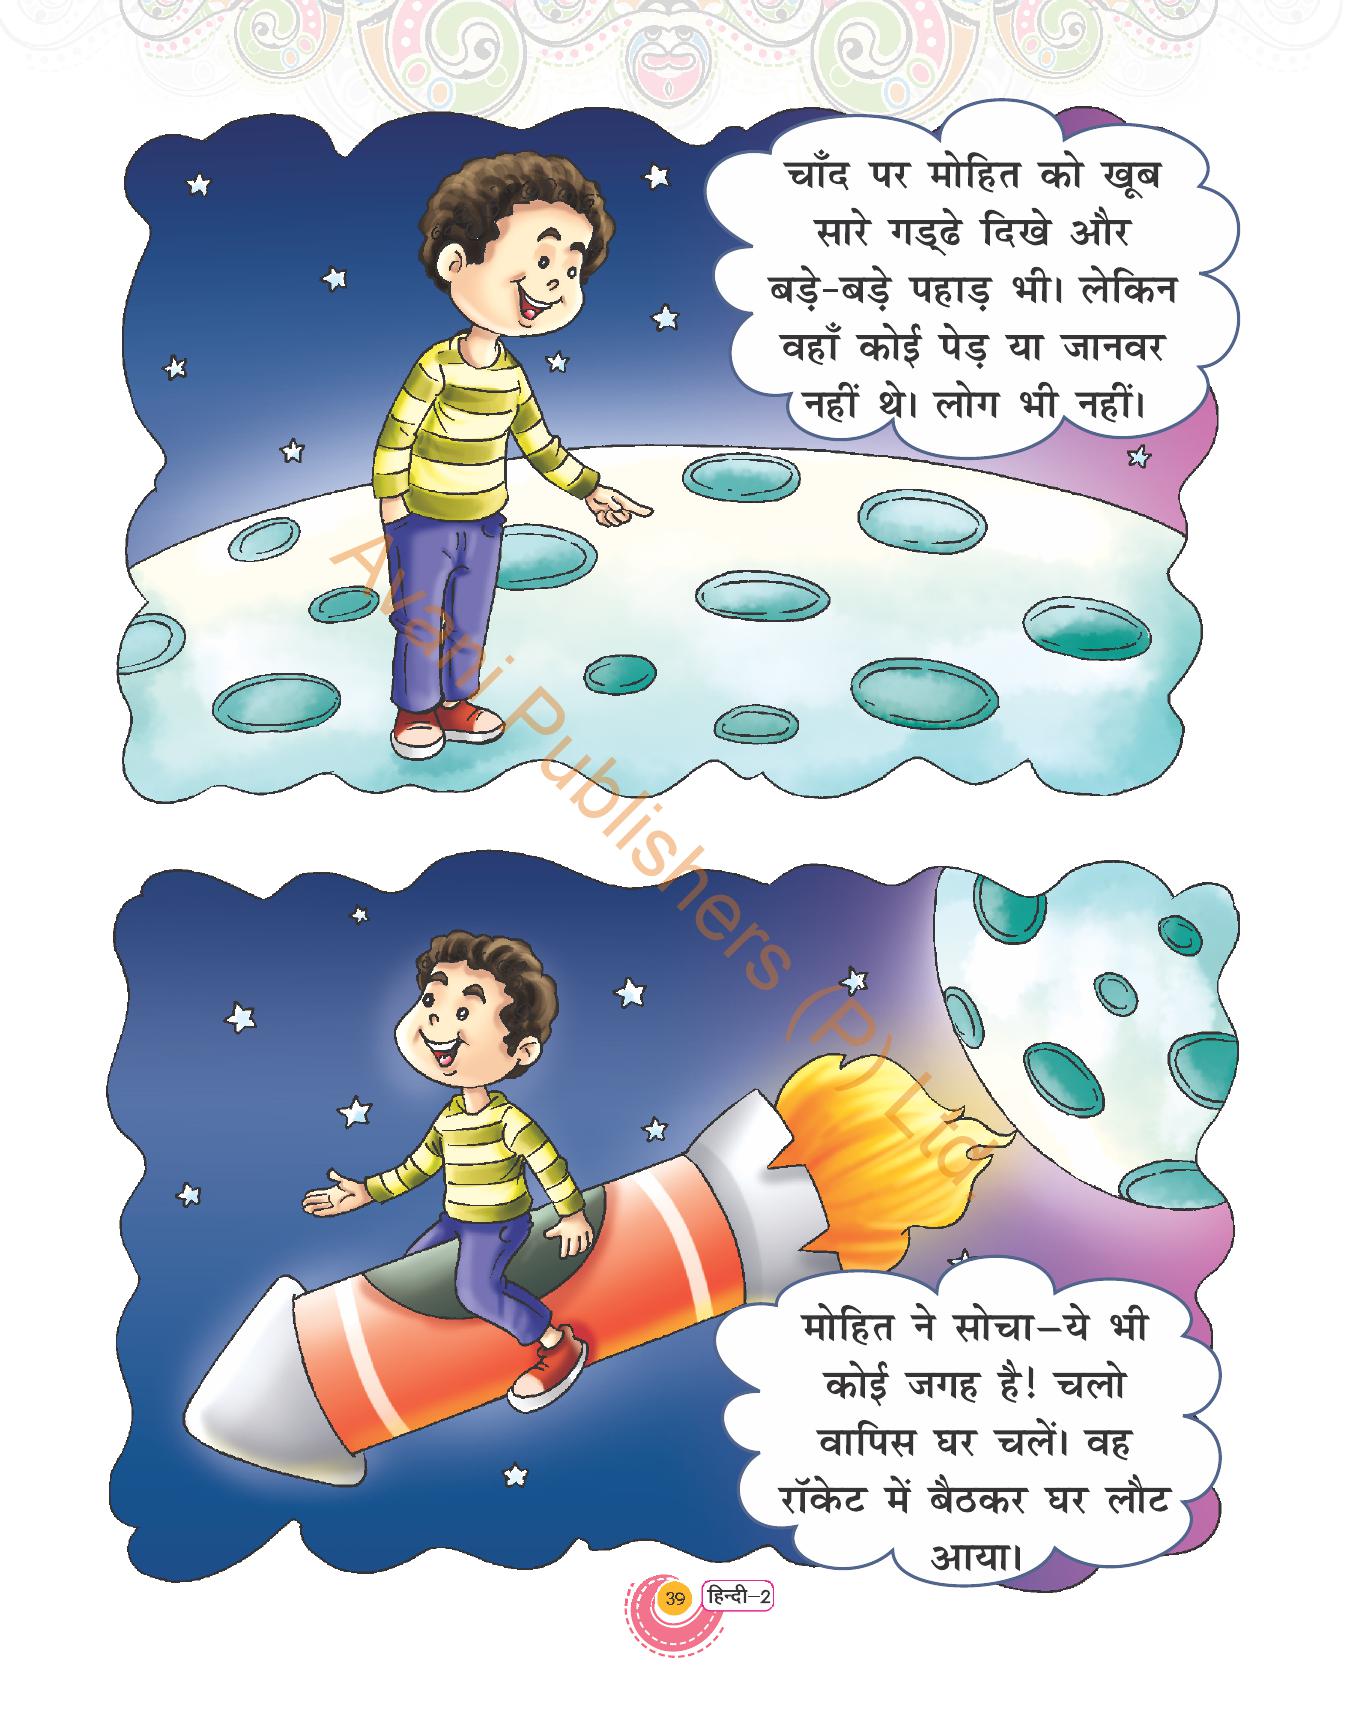 चाँद पर मोहित को खूब
सारे गड्ढे दिखे और
बड़े-बड़े पहाड़ भी। लेकिन
वहाँ कोई पेड़ या जानवर
नहीं थे। लोग भी नहीं।
Avani Publishers (P) Ltd.
मोहित ने सोचा–ये भी
कोई जगह है! चलो
वापिस घर चलें। वह
रॉकेट में बैठकर घर लौट
आया।
39 हिन्दी–2